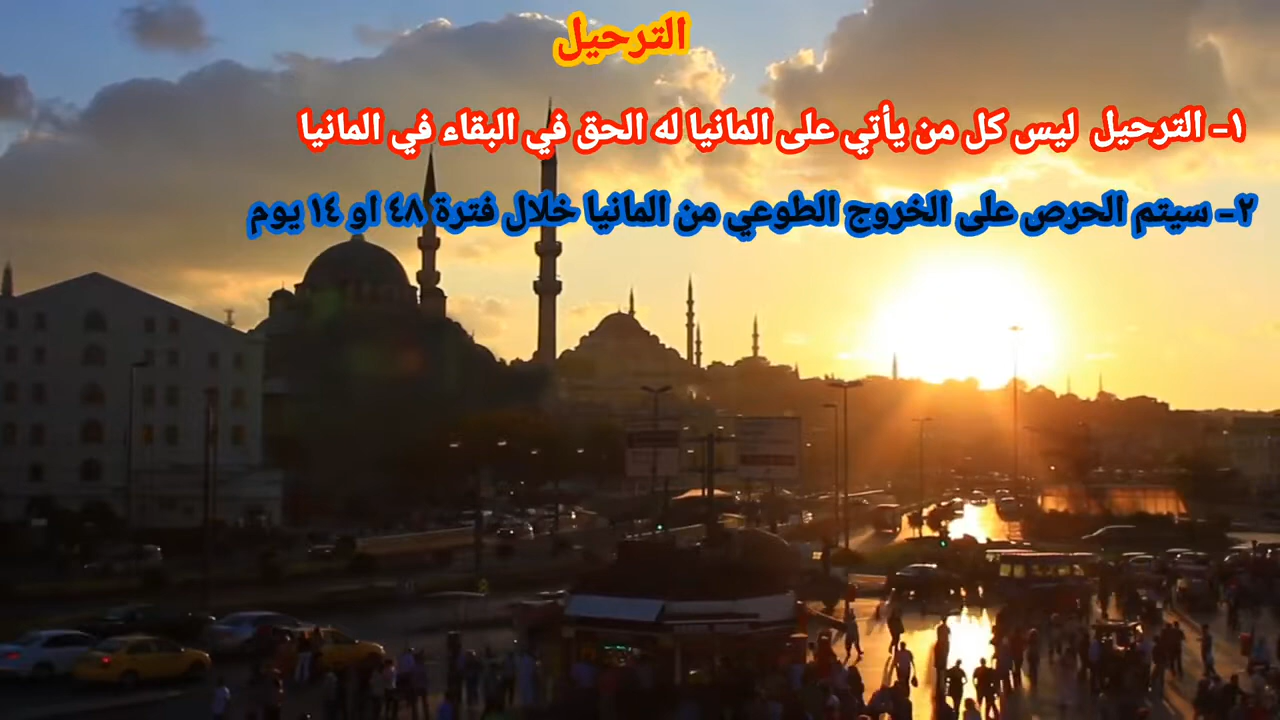 الترحيل
١- الترحيل ليس كل من يأتي على المانيا له الحق في البقاء في المانيا
٢- سيتم الحرص على الخروج الطوعي من المانيا خلال فترة ٤٨ او ١٤ يوم